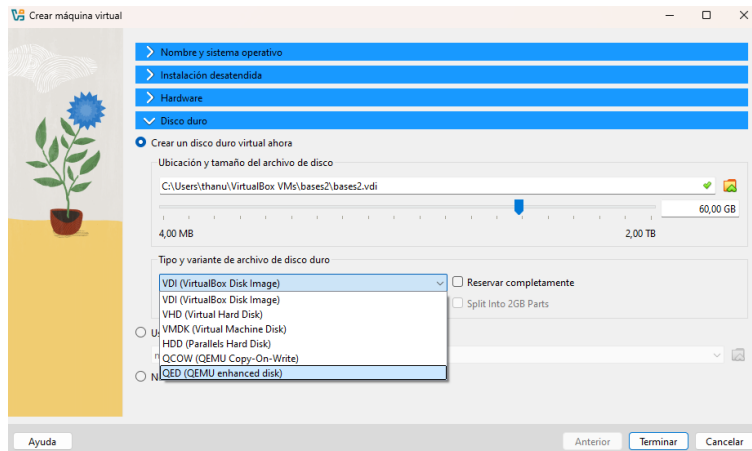 Crear máquina virtual
Nombre y sistema operativo
Instalación desatendida
Hardware
Disco duro
Crear un disco duro virtual ahora
Ubicación y tamaño del archivo de disco
C:\Users\thanu\VirtualBox VMs\bases2\bases2.vdi
60,00 GB
4,00 MB 2,00 TB
Tipo y variante de archivo de disco duro
VDI (VirtualBox Disk Image) Reservar completamente
VDI (VirtualBox Disk Image) Split Into 2GB Parts
VHD (Virtual Hard Disk)
VMDK (Virtual Machine Disk)
HDD (Parallels Hard Disk)
QCOW (QEMU Copy-On-Write)
QED (QEMU enhanced disk)
Ayuda Anterior Terminar Cancelar